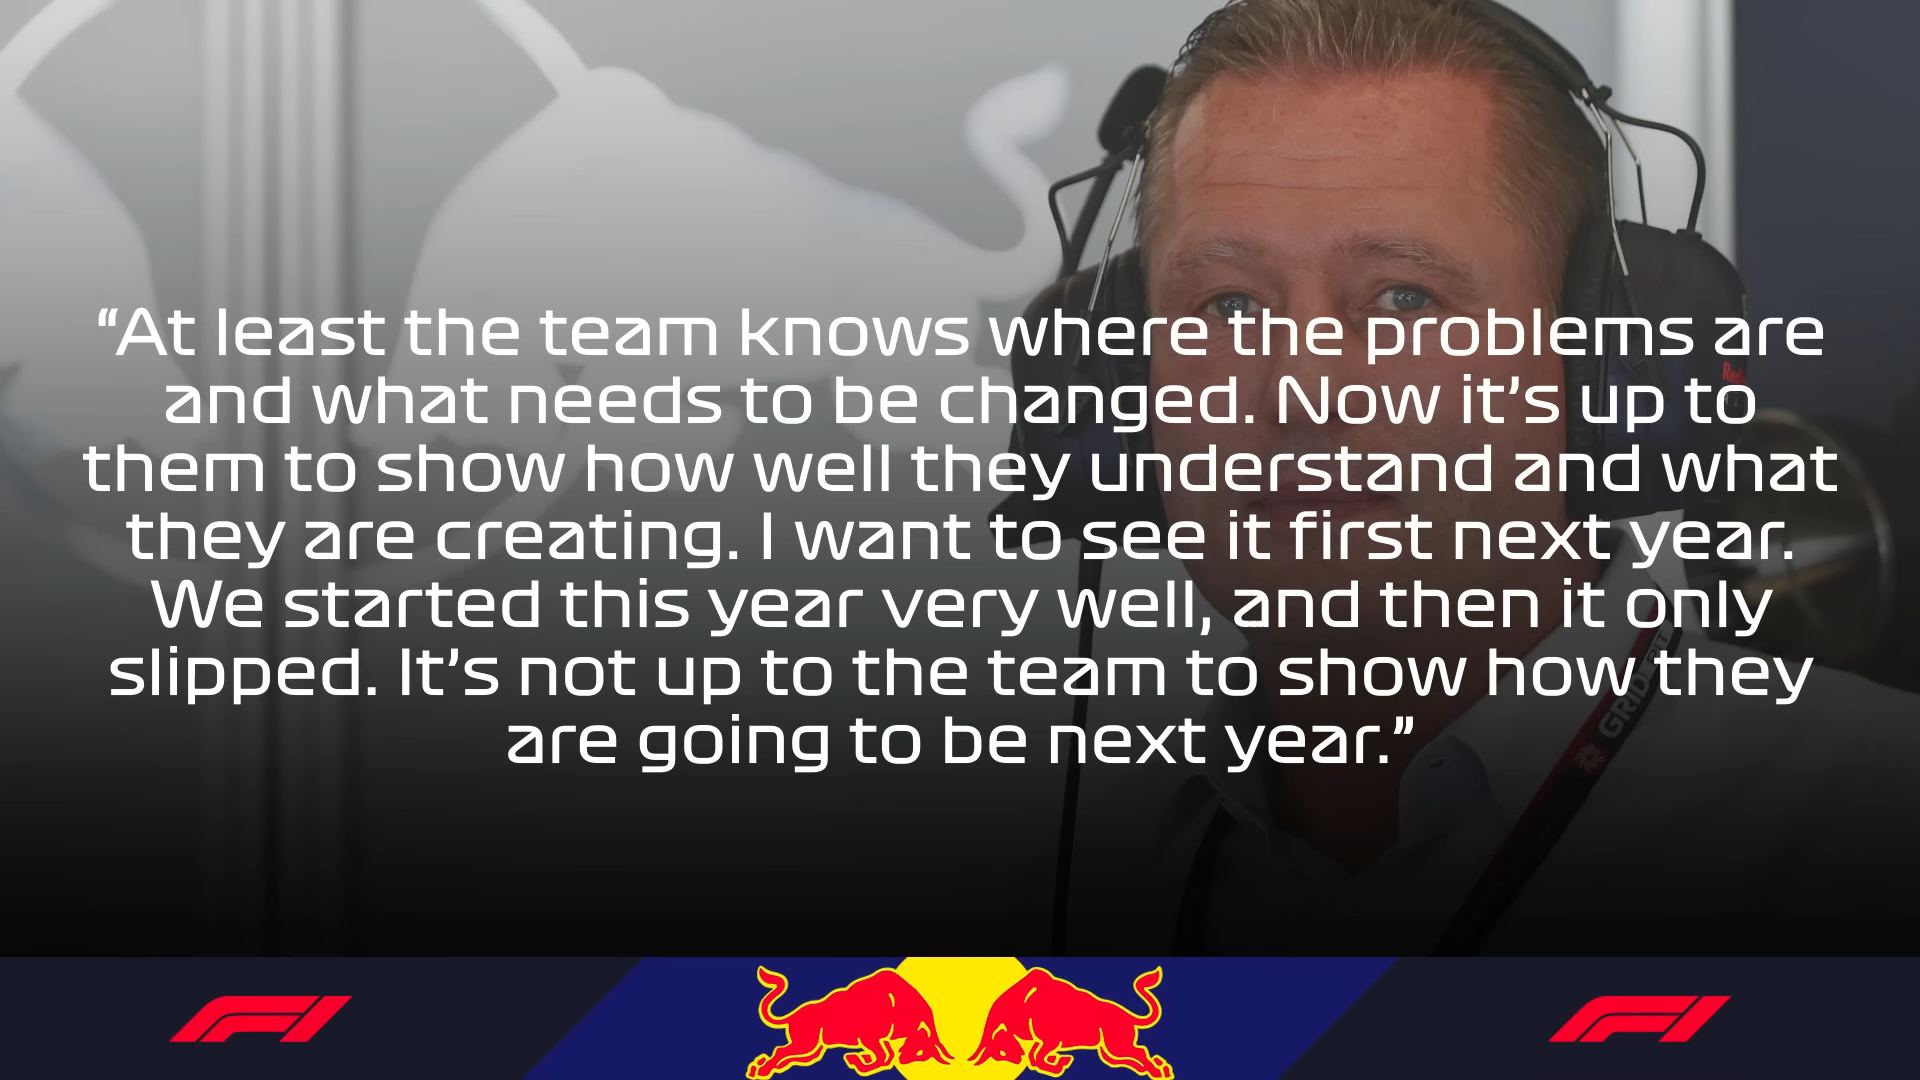 “At least the team knows where the problems are
and what needs to be changed. Now it’s up to
them to show how well they understand and what
they are creating. I want to see it first next year.
We started this year very well, and then it only
slipped. It’s not up to the team to show how they
are going to be next year.”